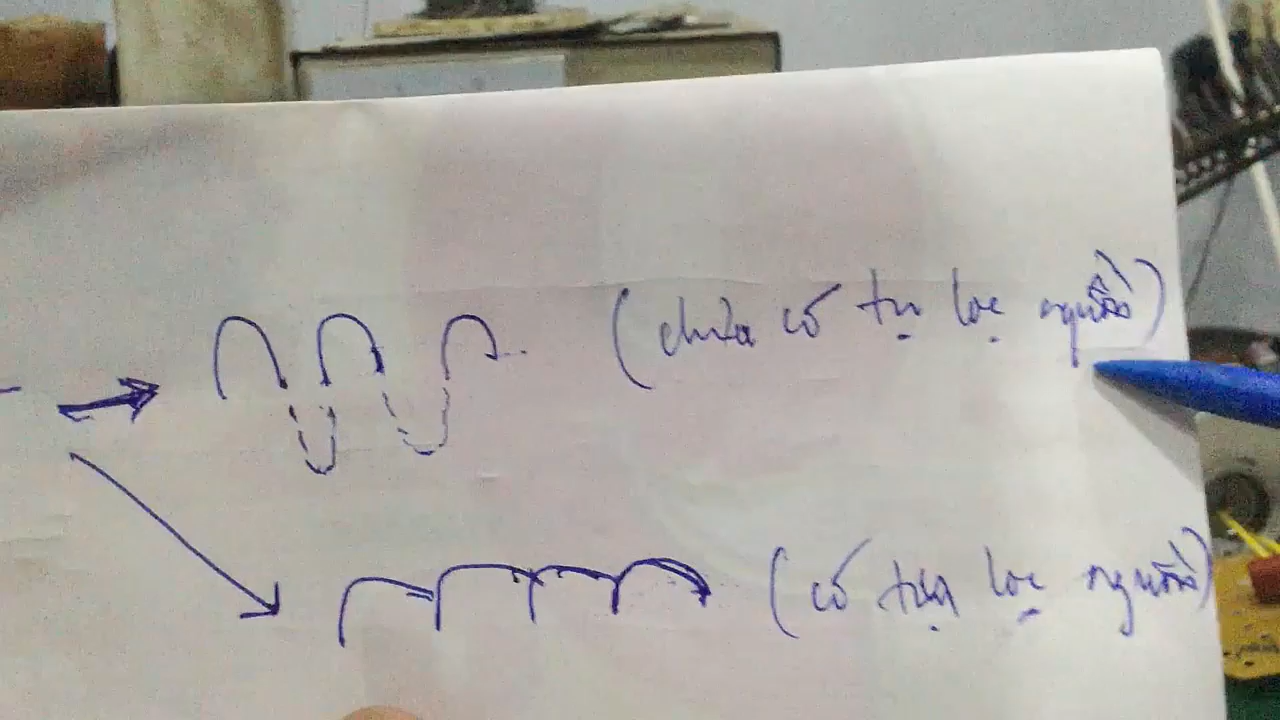 (chưa có tụ lọc nguồn)
(có tụ lọc nguồn)